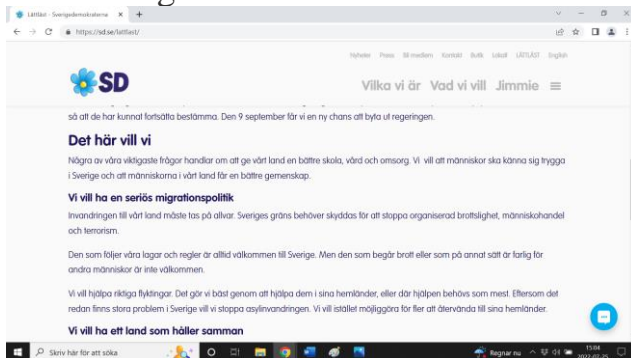 Lättläst - Sverigedemokraterna
https://sd.se/lattlast/
Nyheter Press Bli medlem Kontakt Butik Lokalt LÄTTLÄST English
SD
Vilka vi är Vad vi vill Jimmie
så att de har kunnat fortsätta bestämma. Den 9 september får vi en ny chans att byta ut regeringen.
Det här vill vi
Några av våra viktigaste frågor handlar om att ge vårt land en bättre skola, vård och omsorg. Vi vill att människor ska känna sig trygga
i Sverige och att människorna i vårt land får en bättre gemenskap.
Vi vill ha en seriös migrationspolitik
Invandringen till vårt land måste tas på allvar. Sveriges gräns behöver skyddas för att stoppa organiserad brottslighet, människohandel
och terrorism.
Den som följer våra lagar och regler är alltid välkommen till Sverige. Men den som begår brott eller som på annat sätt är farlig för
andra människor är inte välkommen.
Vi vill hjälpa riktiga flyktingar. Det gör vi bäst genom att hjälpa dem i sina hemländer, eller där hjälpen behövs som mest. Eftersom det
redan finns stora problem i Sverige vill vi stoppa asylinvandringen. Vi vill istället möjliggöra för fler att återvända till sina hemländer.
Vi vill ha ett land som håller samman
Skriv här för att söka
Regnar nu
15:04
2022-07-25